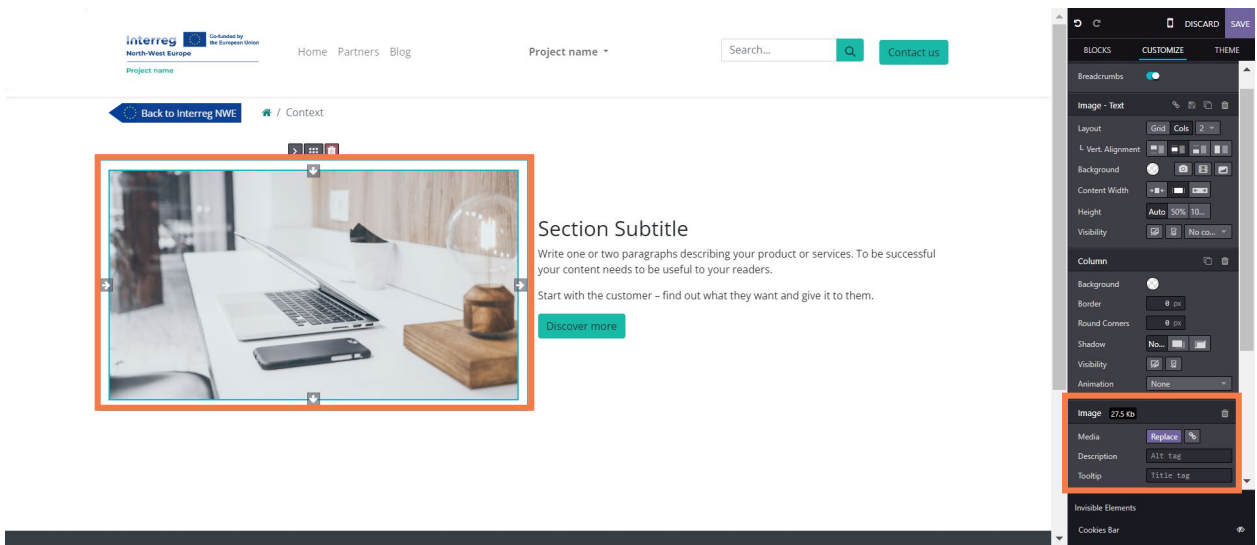 Interreg
Co-funded by
the European Union
North-West Europe
Project name
Home Partners Blog
Project name
Search...
Contact us
Back to Interreg NWE
/ Context
Section Subtitle
Write one or two paragraphs describing your product or services. To be successful
your content needs to be useful to your readers.
Start with the customer – find out what they want and give it to them.
Discover more
DISCARD SAVE
BLOCKS CUSTOMIZE THEME
Breadcrumbs
Image - Text
Layout Grid Cols 2
Vert. Alignment
Background
Content Width
Height Auto 50% 10...
Visibility No co...
Column
Background
Border 0 px
Round Corners 0 px
Shadow No...
Visibility
Animation None
Image 27.5 Kb
Media Replace
Description Alt tag
Tooltip Title tag
Invisible Elements
Cookies Bar